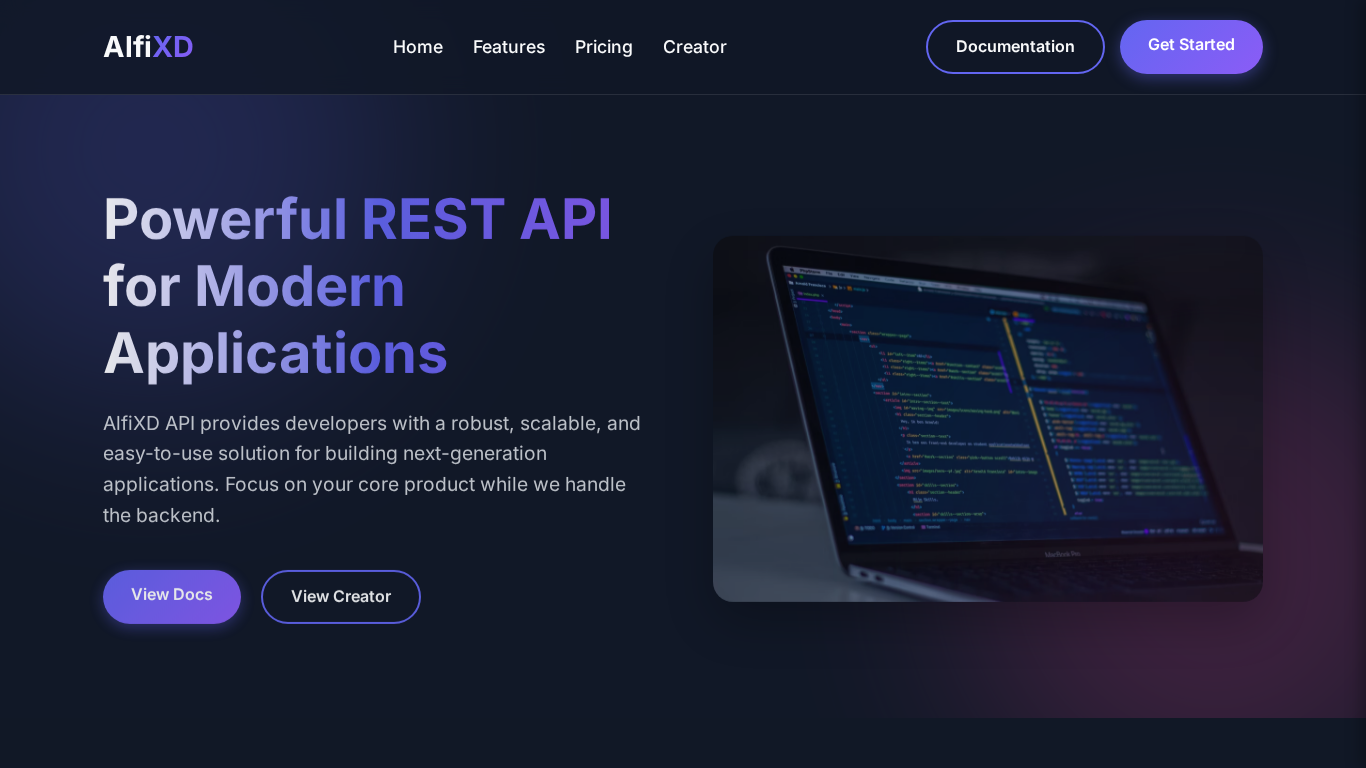 AlfiXD
Home
Features
Pricing
Creator
Documentation
Get Started
Powerful REST API
for Modern
Applications
AlfiXD API provides developers with a robust, scalable, and
easy-to-use solution for building next-generation
applications. Focus on your core product while we handle
the backend.
View Docs
View Creator
MacBook Pro